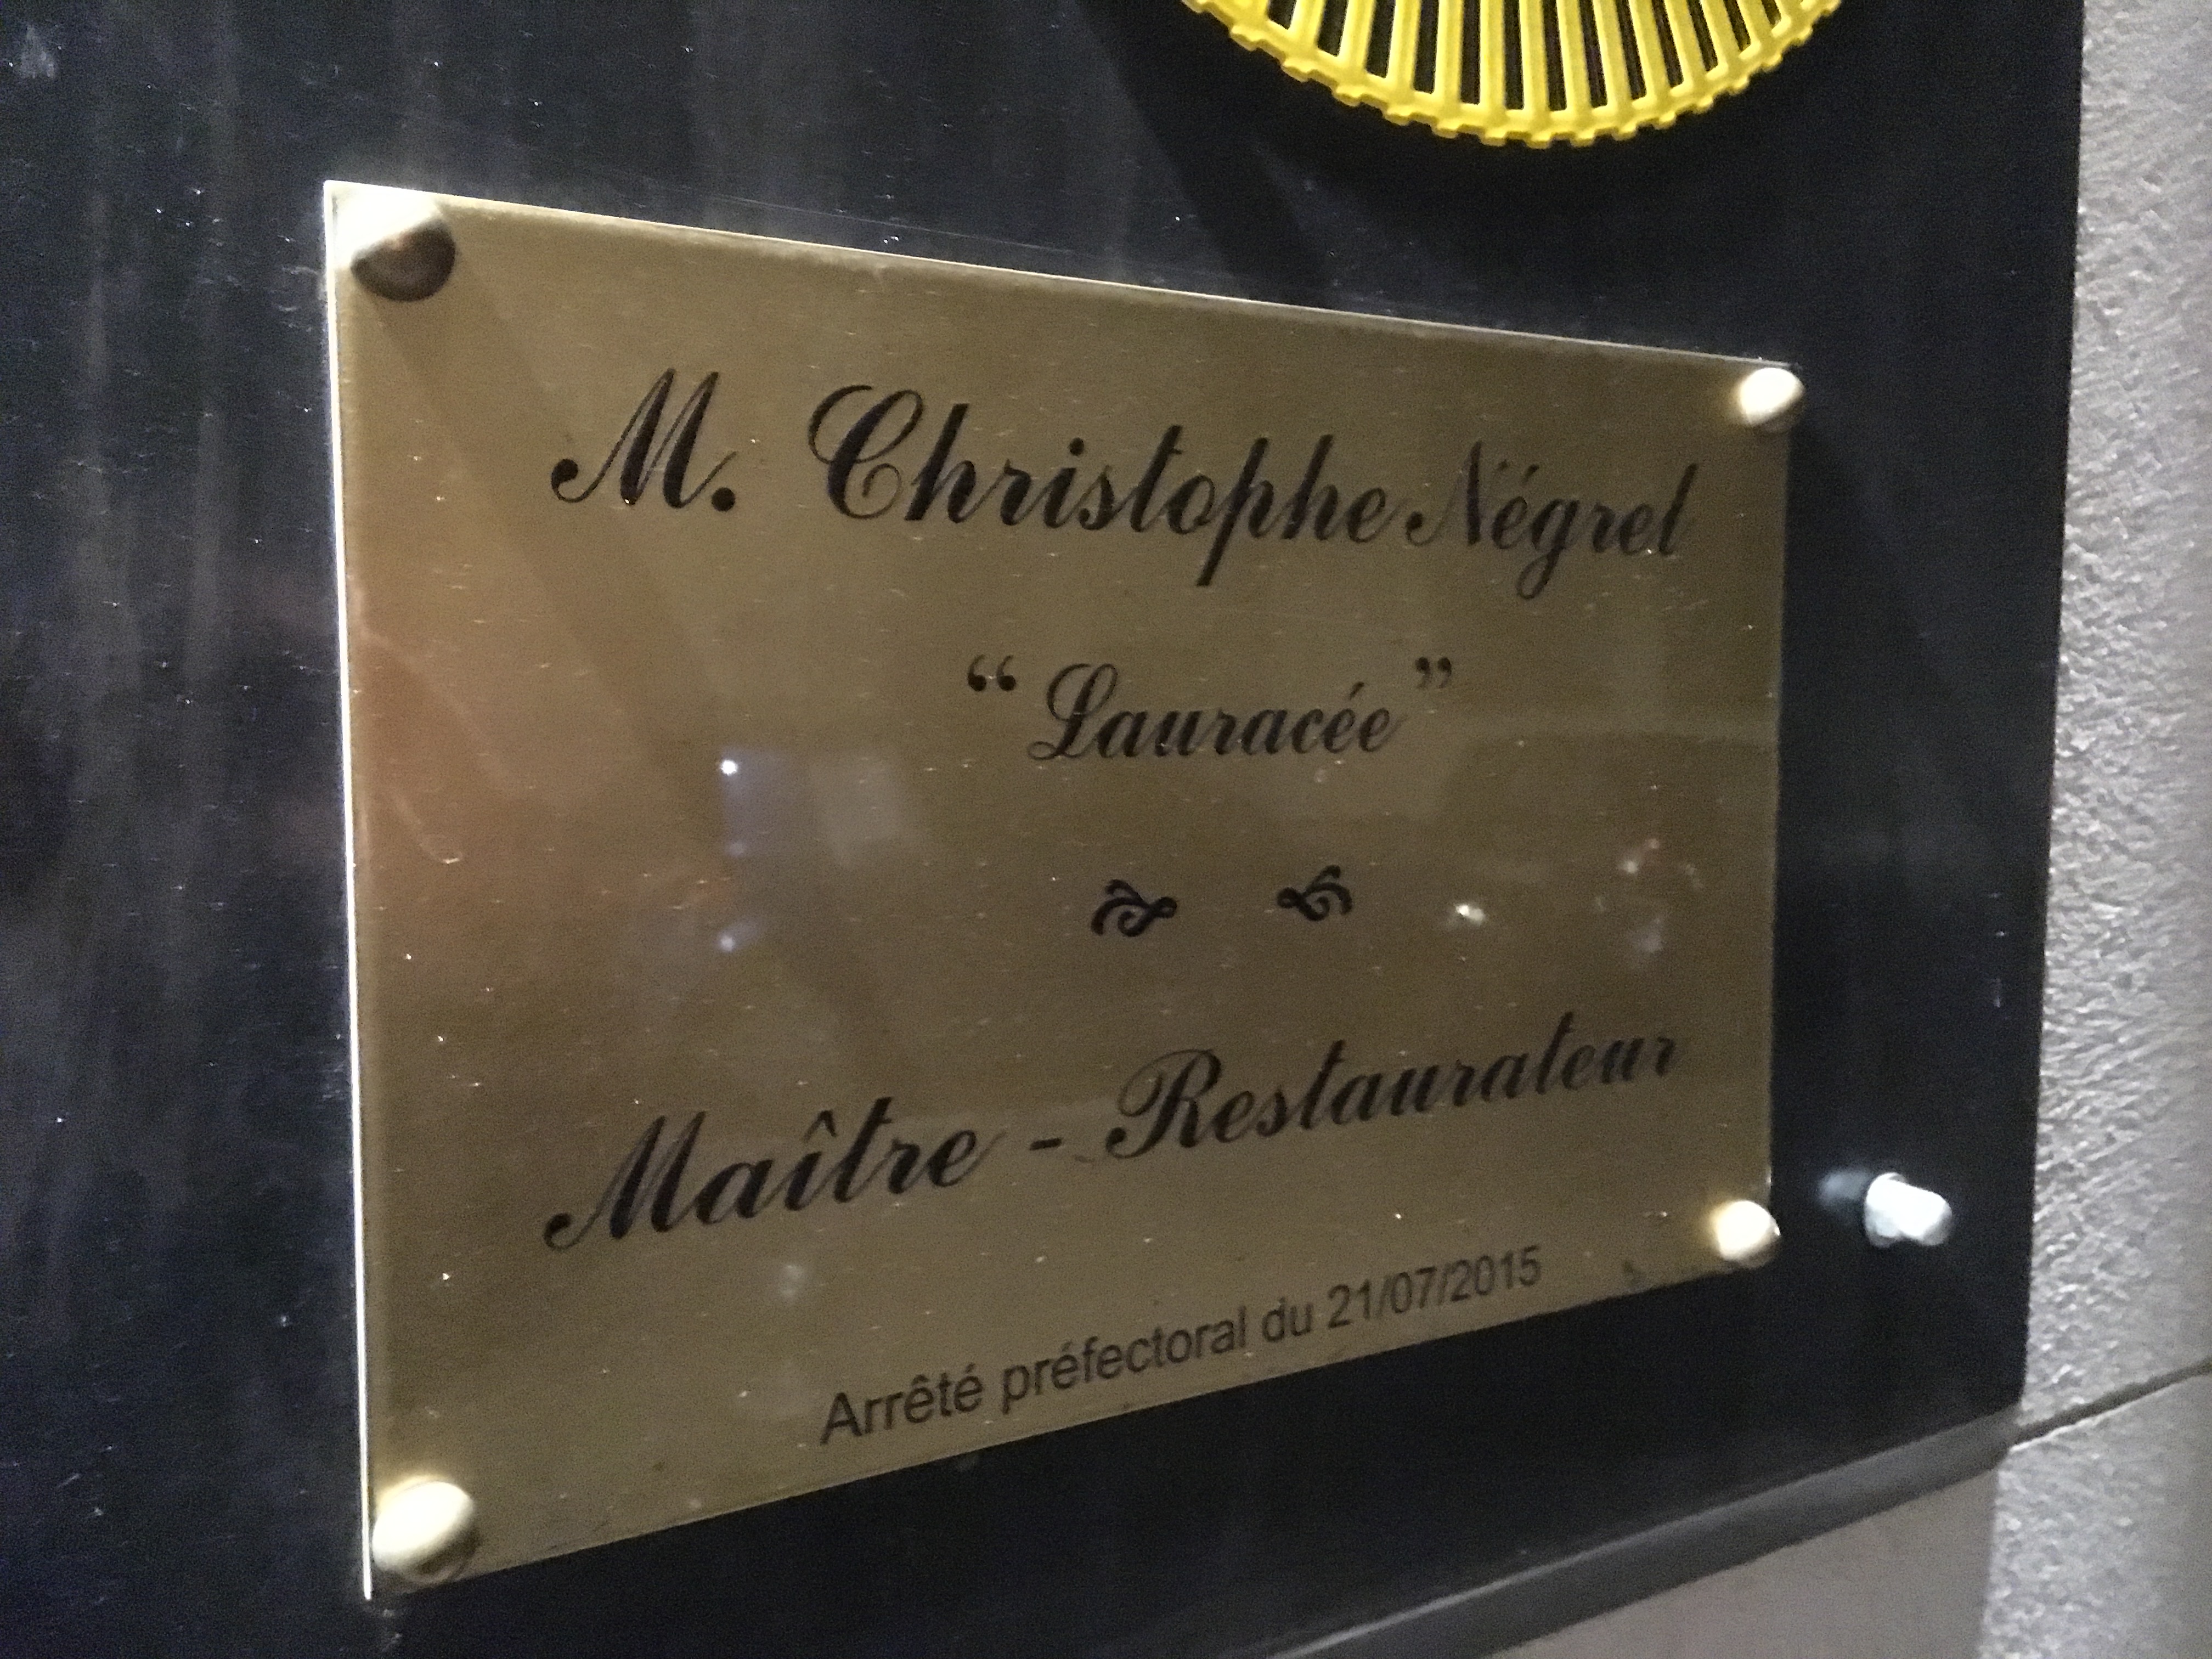 M. Christophe Négrel
“Lauracée”
Maître - Restaurateur
Arrêté préfectoral du 21/07/2015